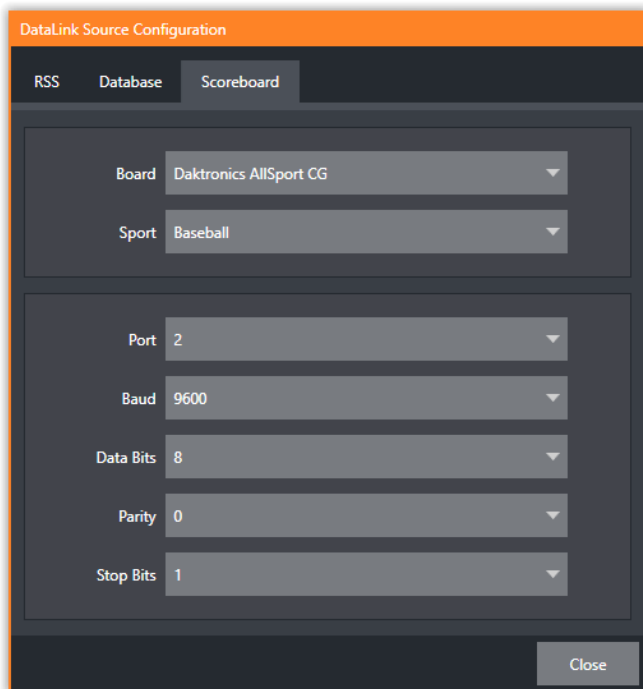 DataLink Source Configuration
RSS Database Scoreboard
Board Daktronics AllSport CG
Sport Baseball
Port 2
Baud 9600
Data Bits 8
Parity 0
Stop Bits 1
Close